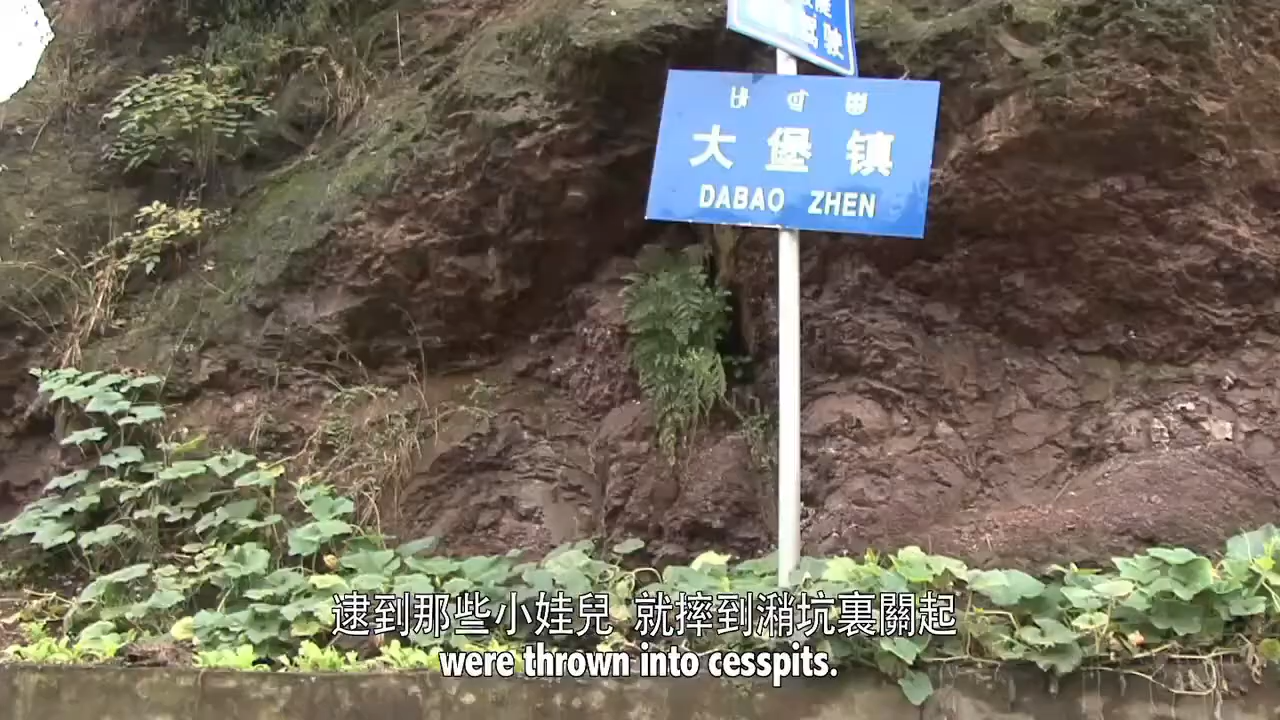 大堡镇
DABAO ZHEN
逮到那些小娃兒 就摔到潲坑裏關起
were thrown into cesspits.